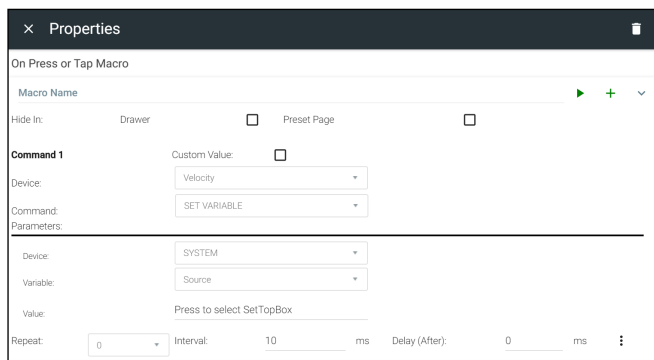 Properties
On Press or Tap Macro
Macro Name
Hide In: Drawer Preset Page
Command 1 Custom Value:
Device: Velocity
Command: SET VARIABLE
Parameters:
Device: SYSTEM
Variable: Source
Value: Press to select SetTopBox
Repeat: 0 Interval: 10 ms Delay (After): 0 ms